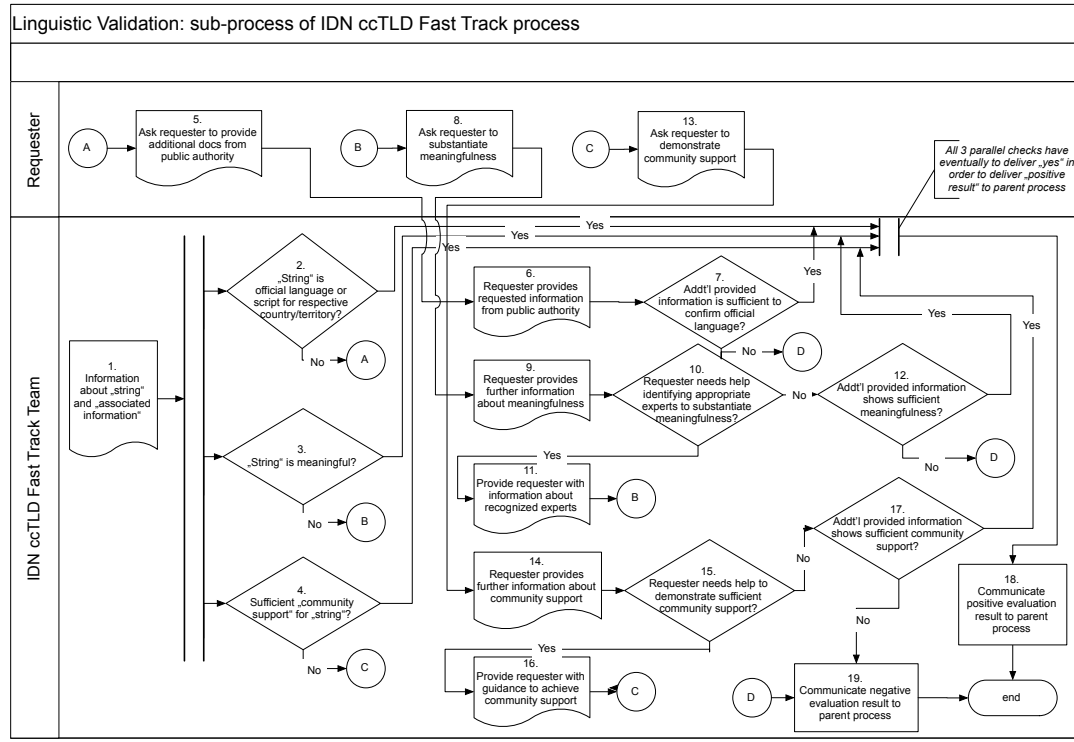 Linguistic Validation: sub-process of IDN ccTLD Fast Track process
Requester
A
5.
Ask requester to provide
additional docs from
public authority
B
8.
Ask requester to
substantiate
meaningfulness
C
13.
Ask requester to
demonstrate
community support
All 3 parallel checks have
eventually to deliver „yes“ in
order to deliver „positive
result“ to parent process
IDN ccTLD Fast Track Team
1.
Information
about „string“
and „associated
information“
2.
„String“ is
official language or
script for respective
country/territory?
Yes
No
A
3.
„String“ is meaningful?
Yes
No
B
4.
Sufficient „community
support“ for „string“?
Yes
No
C
6.
Requester provides
requested information
from public authority
7.
Addt’l provided
information is sufficient to
confirm official
language?
Yes
No
D
9.
Requester provides
further information
about meaningfulness
10.
Requester needs help
identifying appropriate
experts to substantiate
meaningfulness?
No
Yes
12.
Addt’l provided information
shows sufficient
meaningfulness?
Yes
No
D
11.
Provide requester with
information about
recognized experts
B
14.
Requester provides
further information about
community support
15.
Requester needs help to
demonstrate sufficient
community support?
No
Yes
17.
Addt’l provided information
shows sufficient community
support?
Yes
No
16.
Provide requester with
guidance to achieve
community support
C
18.
Communicate
positive evaluation
result to parent
process
D
19.
Communicate negative
evaluation result to
parent process
end